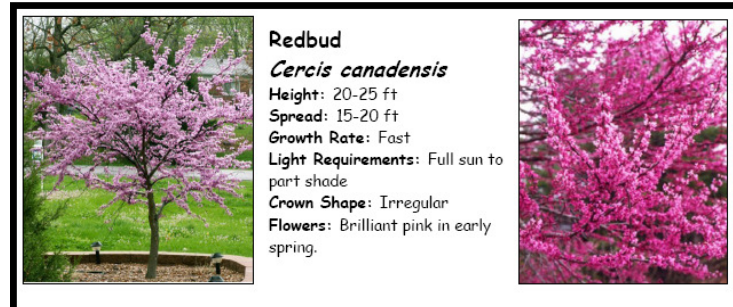 Redbud
Cercis canadensis
Height: 20-25 ft
Spread: 15-20 ft
Growth Rate: Fast
Light Requirements: Full sun to
part shade
Crown Shape: Irregular
Flowers: Brilliant pink in early
spring.